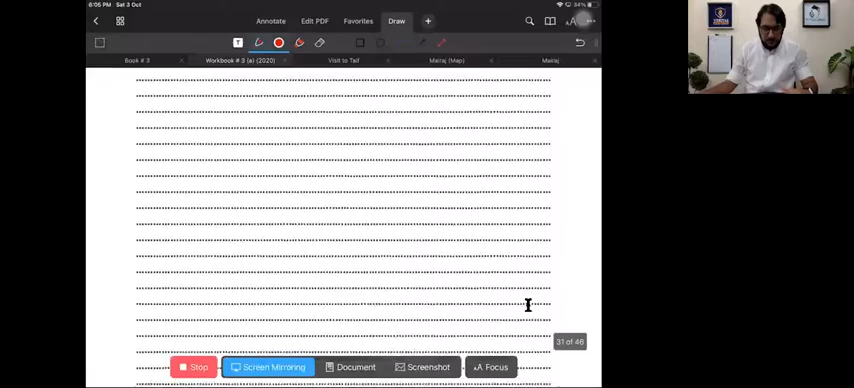 6:05 PM Sat 3 Oct 34%
Annotate Edit PDF Favorites Draw +
T
Book # 3 Workbook # 3 (a) (2020) Visit to Taif Mairaj (Map) Mairaj
31 of 46
Stop Screen Mirroring Document Screenshot AA Focus